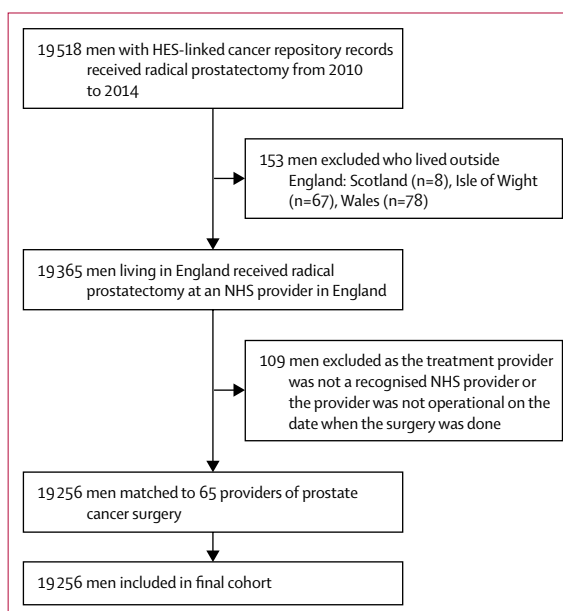 19518 men with HES-linked cancer repository records
received radical prostatectomy from 2010
to 2014
153 men excluded who lived outside
England: Scotland (n=8), Isle of Wight
(n=67), Wales (n=78)
19365 men living in England received radical
prostatectomy at an NHS provider in England
109 men excluded as the treatment provider
was not a recognised NHS provider or
the provider was not operational on the
date when the surgery was done
19256 men matched to 65 providers of prostate
cancer surgery
19256 men included in final cohort